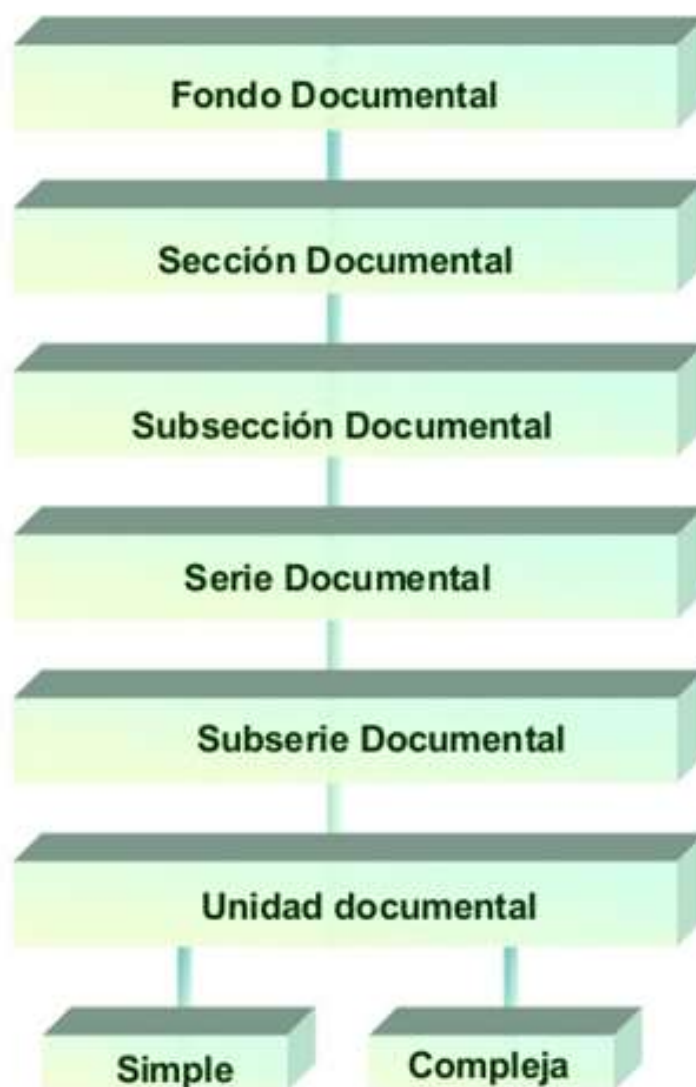 Fondo Documental
Sección Documental
Subsección Documental
Serie Documental
Subserie Documental
Unidad documental
Simple
Compleja